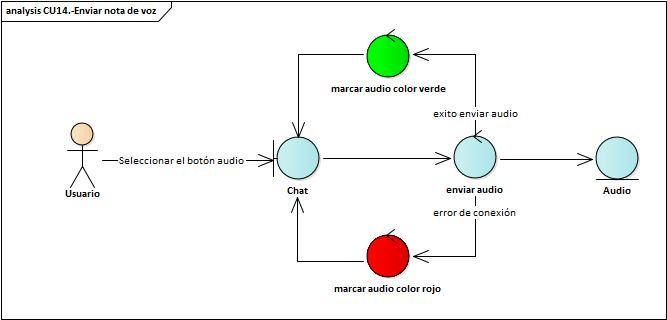 analysis CU14.-Enviar nota de voz
marcar audio color verde
exito enviar audio
Seleccionar el botón audio
Usuario
Chat
enviar audio
Audio
error de conexión
marcar audio color rojo